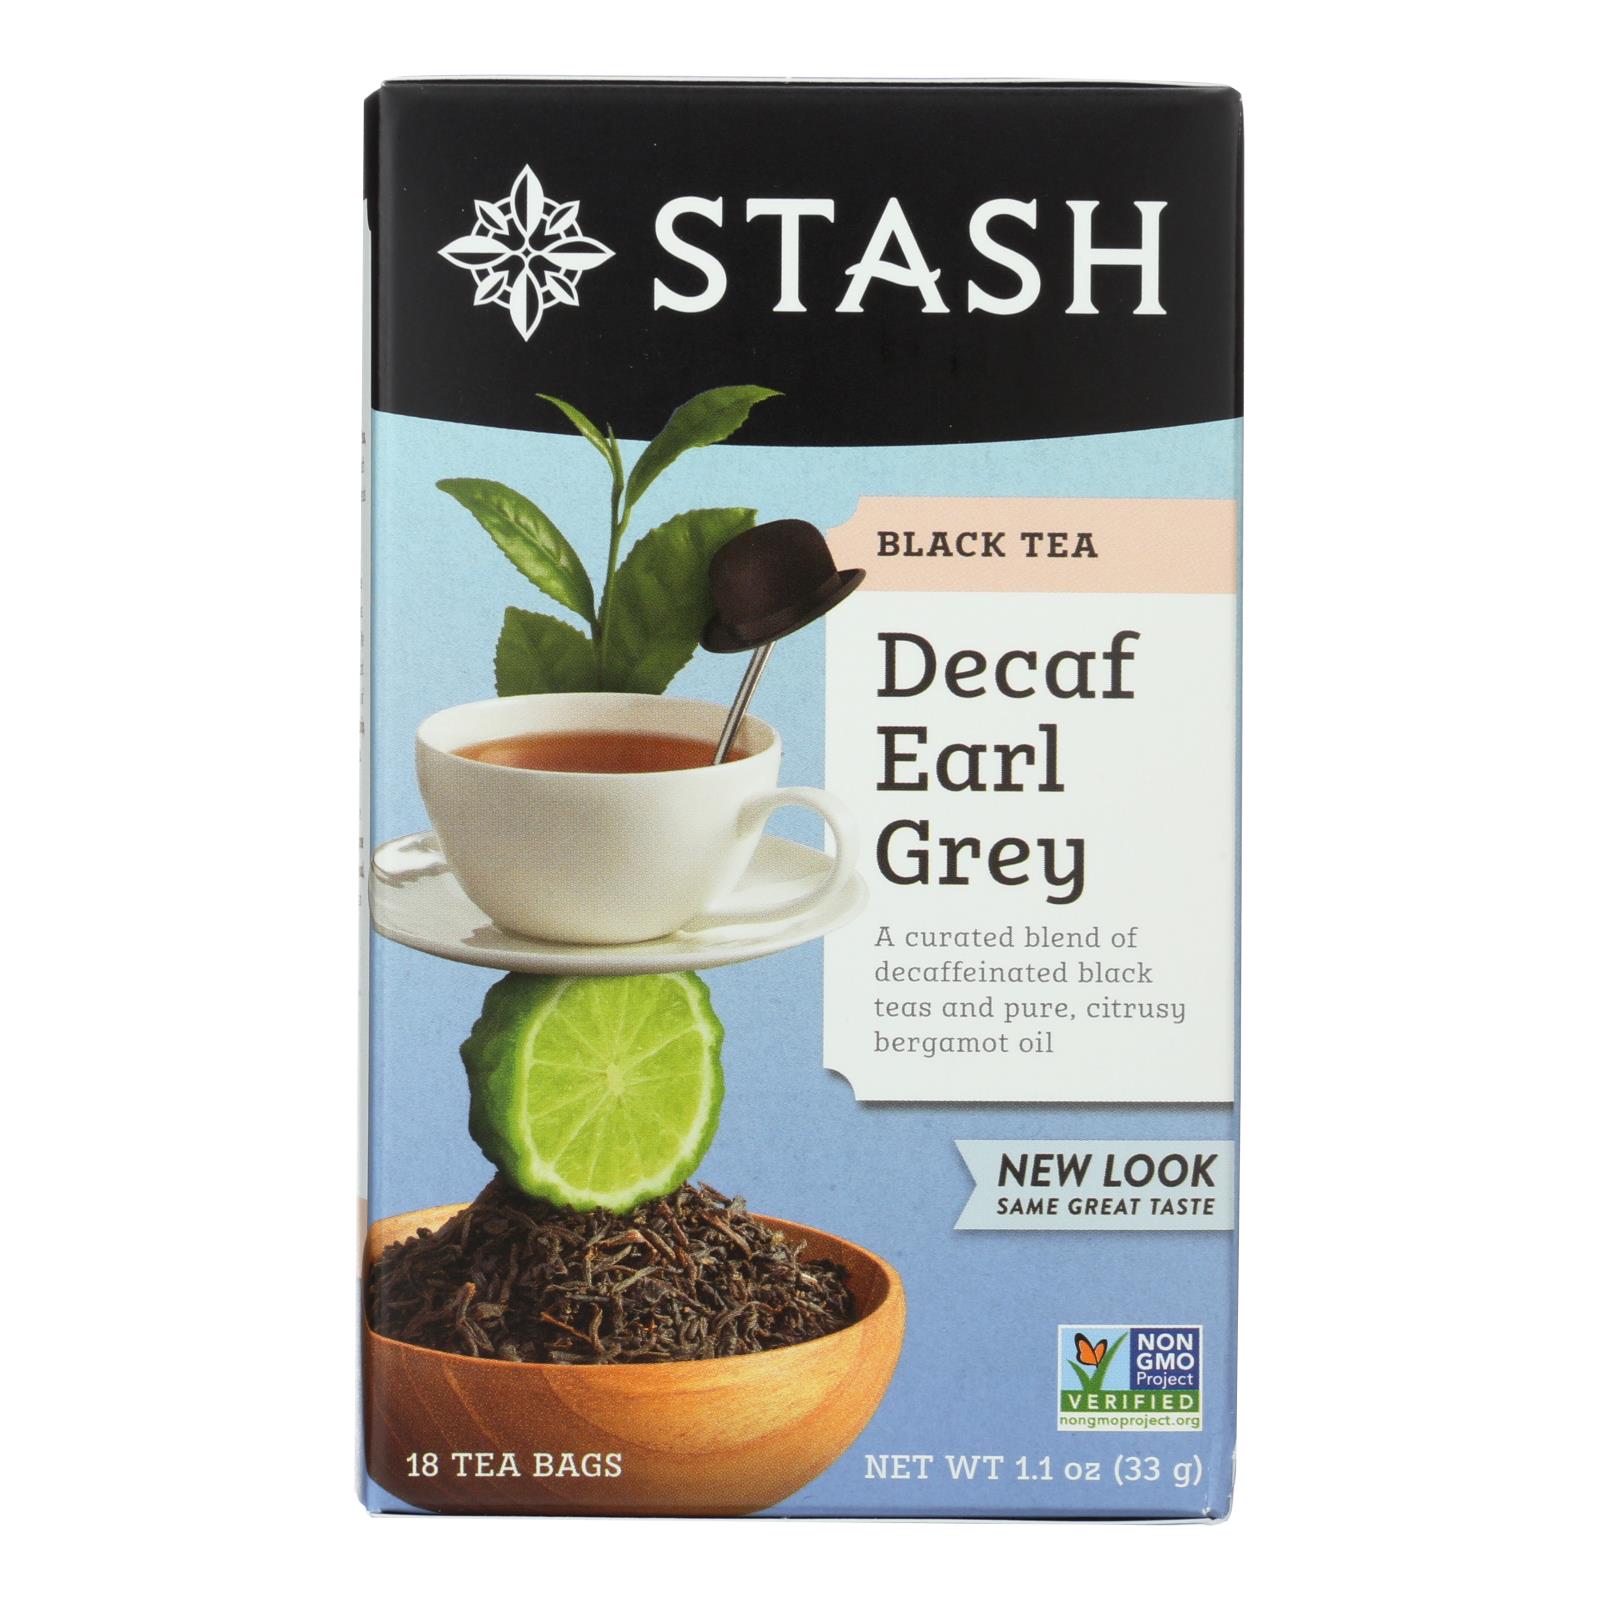 STASH
BLACK TEA
Decaf
Earl
Grey
A curated blend of
decaffeinated black
teas and pure, citrusy
bergamot oil
NEW LOOK
SAME GREAT TASTE
NON
GMO
Project
VERIFIED
nongmoproject.org
18 TEA BAGS
NET WT 1.1 oz (33 g)